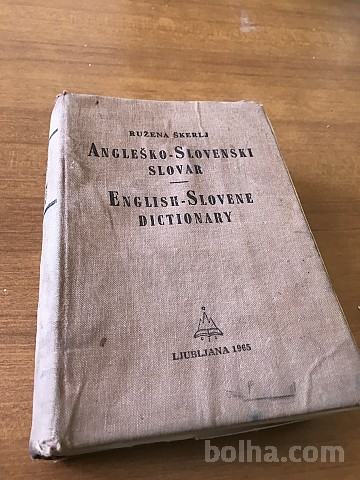 RUŽENA ŠKERLJ
ANGLEŠKO-SLOVENSKI
SLOVAR
ENGLISH-SLOVENE
DICTIONARY
LJUBLJANA 1965
bolha.com